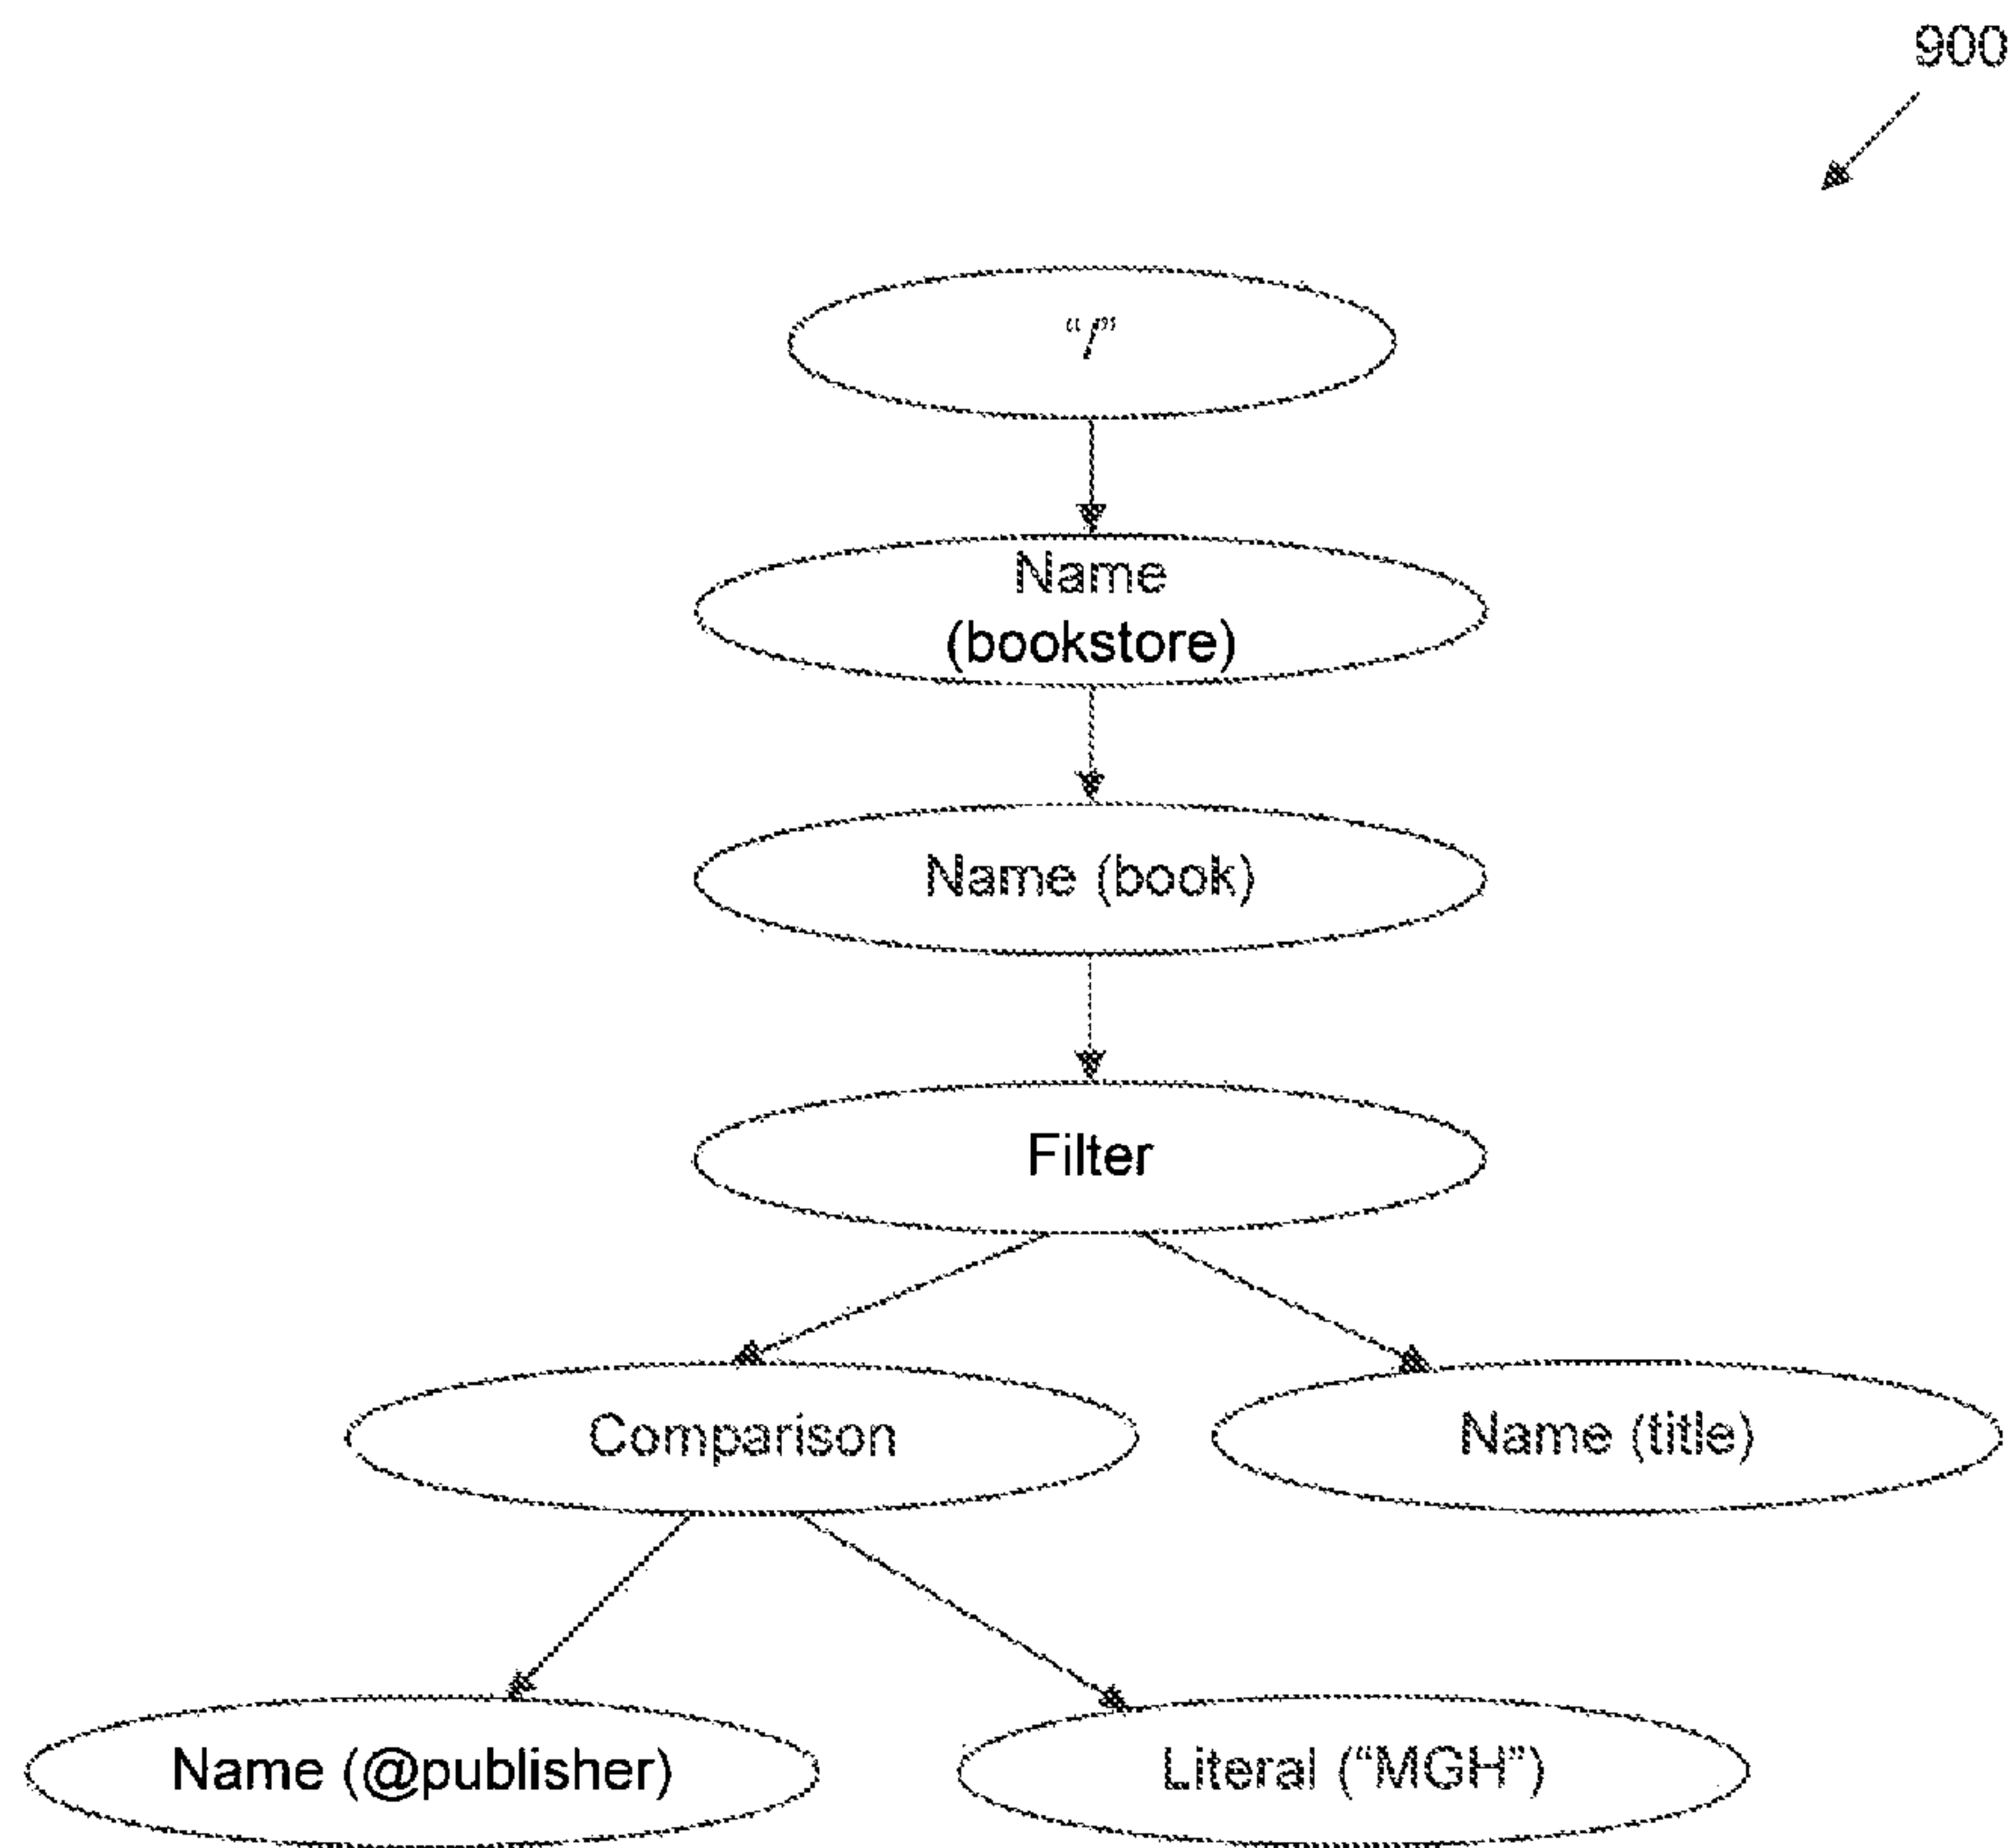 900
“/”
Name
(bookstore)
Name (book)
Filter
Comparison
Name (title)
Name (@publisher)
Literal (“MGH”)